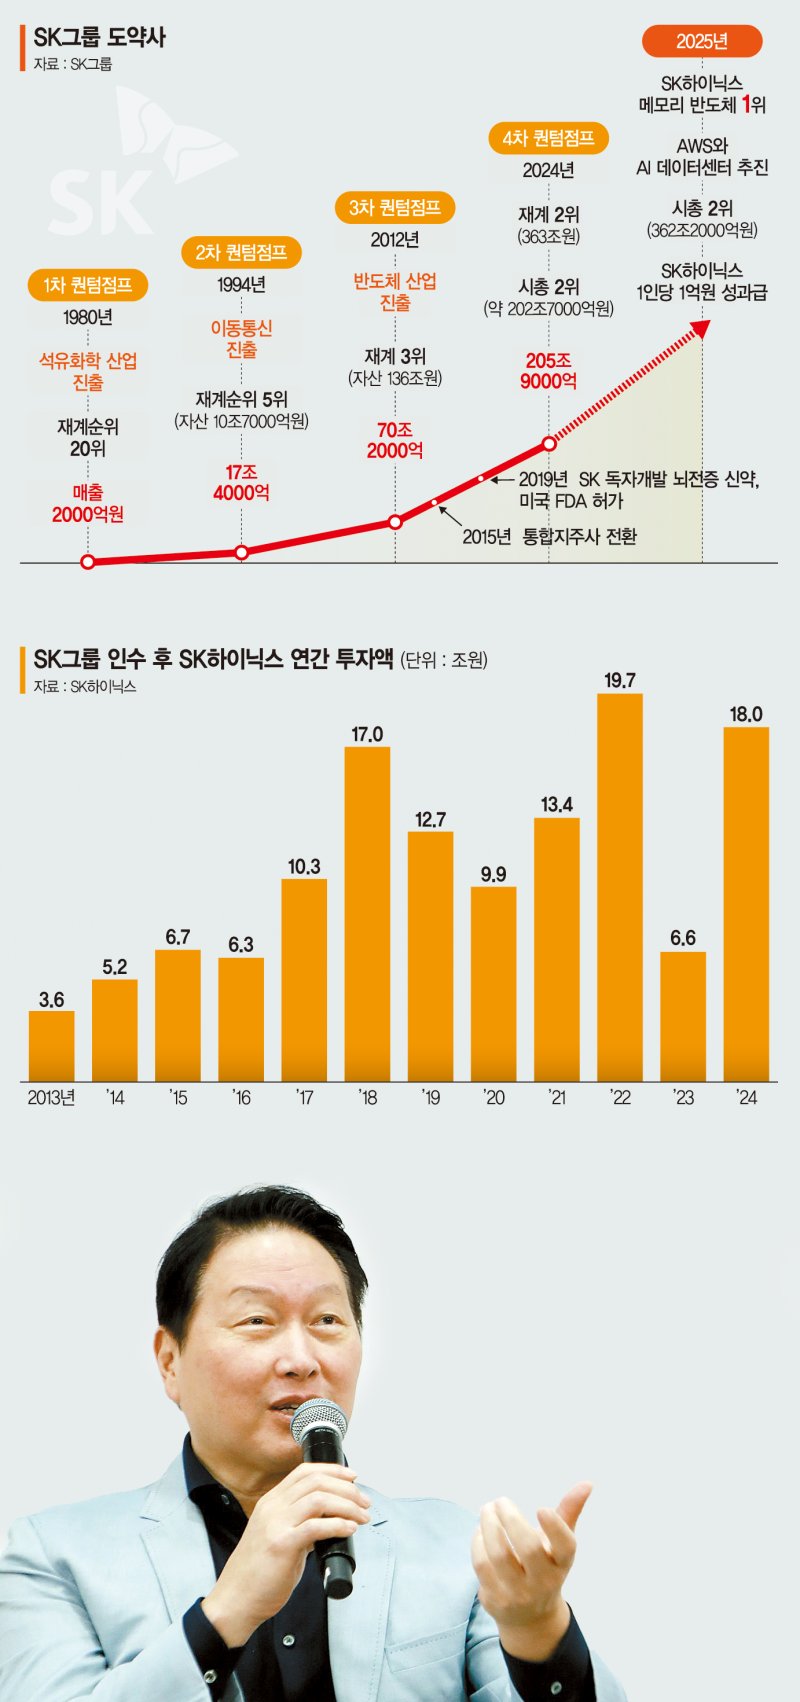 SK그룹 도약사
자료 : SK그룹
SK
1차 퀀텀점프
1980년
석유화학 산업
진출
재계순위
20위
매출
2000억원
2차 퀀텀점프
1994년
이동통신
진출
재계순위 5위
(자산 10조7000억원)
17조
4000억
3차 퀀텀점프
2012년
반도체 산업
진출
재계 3위
(자산 136조원)
70조
2000억
4차 퀀텀점프
2024년
재계 2위
(363조원)
시총 2위
(약 202조7000억원)
205조
9000억
2025년
SK하이닉스
메모리 반도체 1위
AWS와
AI 데이터센터 추진
시총 2위
(362조2000억원)
SK하이닉스
1인당 1억원 성과급
2019년 SK 독자개발 뇌전증 신약,
미국 FDA 허가
2015년 통합지주사 전환
SK그룹 인수 후 SK하이닉스 연간 투자액 (단위 : 조원)
자료 : SK하이닉스
3.6
5.2
6.7
6.3
10.3
17.0
12.7
9.9
13.4
19.7
6.6
18.0
2013년
’14
’15
’16
’17
’18
’19
’20
’21
’22
’23
’24